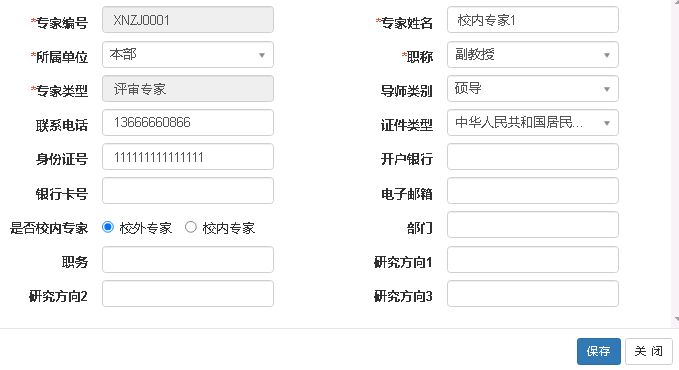 *专家编号 XNZJ0001 *专家姓名 校内专家1
*所属单位 本部 *职称 副教授
*专家类型 评审专家 导师类别 硕导
联系电话 13666660866 证件类型 中华人民共和国居民...
身份证号 111111111111111 开户银行
银行卡号 电子邮箱
是否校内专家 校外专家 校内专家 部门
职务 研究方向1
研究方向2 研究方向3
保存 关 闭